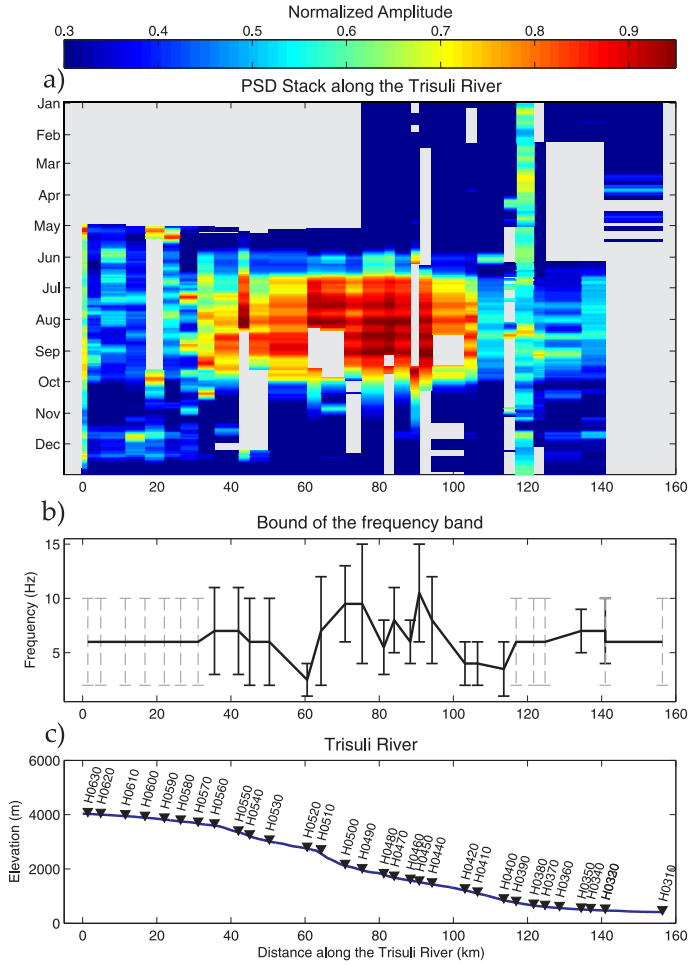 Normalized Amplitude
0.3 0.4 0.5 0.6 0.7 0.8 0.9
a)
PSD Stack along the Trisuli River
Jan
Feb
Mar
Apr
May
Jun
Jul
Aug
Sep
Oct
Nov
Dec
0 20 40 60 80 100 120 140 160
b)
Bound of the frequency band
Frequency (Hz)
15
10
5
0 20 40 60 80 100 120 140 160
c)
Trisuli River
Elevation (m)
6000
4000
2000
0
H0630 H0620 H0610 H0600 H0590 H0580 H0570 H0560 H0550 H0540 H0530 H0520 H0510 H0500 H0490 H0480 H0470 H0460 H0450 H0440 H0420 H0410 H0400 H0390 H0380 H0370 H0360 H0350 H0340 H0320 H0310
0 20 40 60 80 100 120 140 160
Distance along the Trisuli River (km)